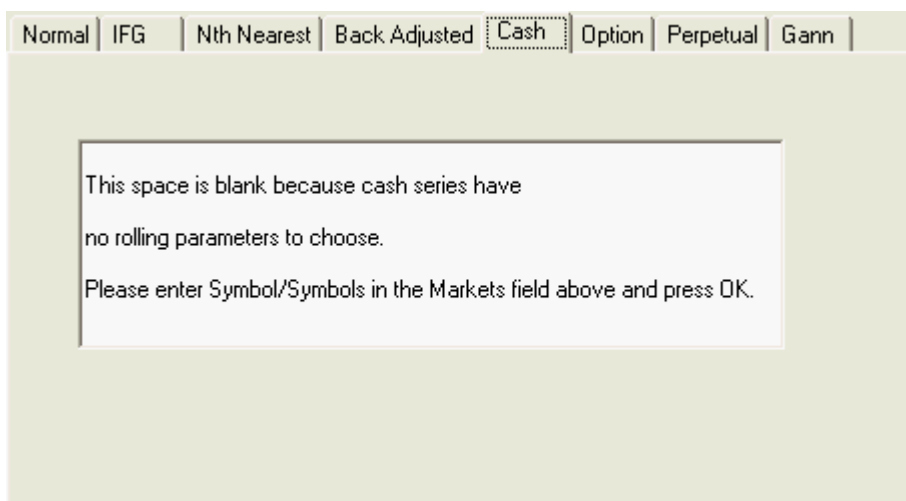 Normal IFG Nth Nearest Back Adjusted Cash Option Perpetual Gann
This space is blank because cash series have
no rolling parameters to choose.
Please enter Symbol/Symbols in the Markets field above and press OK.